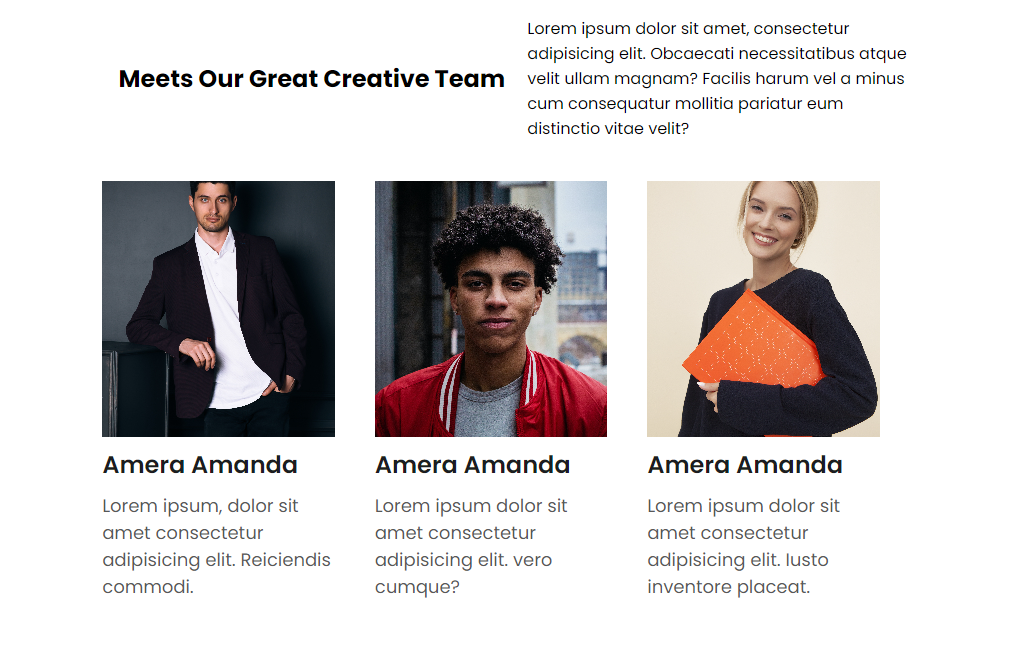 Meets Our Great Creative Team
Lorem ipsum dolor sit amet, consectetur
adipisicing elit. Obcaecati necessitatibus atque
velit ullam magnam? Facilis harum vel a minus
cum consequatur mollitia pariatur eum
distinctio vitae velit?
Amera Amanda
Lorem ipsum, dolor sit
amet consectetur
adipisicing elit. Reiciendis
commodi.
Amera Amanda
Lorem ipsum dolor sit
amet consectetur
adipisicing elit. vero
cumque?
Amera Amanda
Lorem ipsum dolor sit
amet consectetur
adipisicing elit. Iusto
inventore placeat.